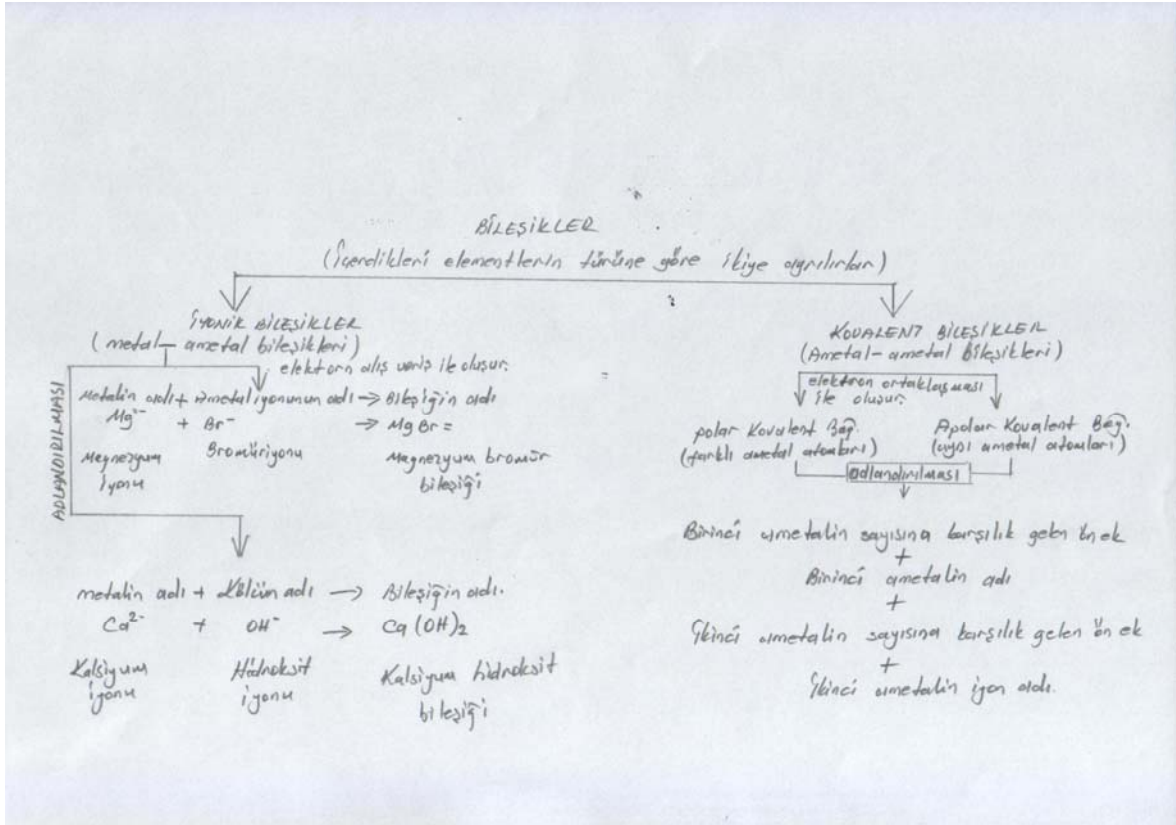 BİLEŞİKLER
(İçerdikleri elementlerin türüne göre ikiye ayrılırlar)
İYONİK BİLEŞİKLER
(metal – ametal bileşikleri)
elektorn alış veriş ile oluşur.
ADLANDIRILMASI
Metalin adı + Ametal iyonunun adı → Bileşiğin adı
Mg²⁻ + Br⁻ → MgBr=
Magnezyum iyonu
Bromür iyonu
Magnezyum bromür bileşiği
metalin adı + Kökün adı → Bileşiğin adı.
Ca²⁻ + OH⁻ → Ca(OH)₂
Kalsiyum iyonu
Hidroksit iyonu
Kalsiyum hidroksit bileşiği
KOVALENT BİLEŞİKLER
(Ametal – ametal Bileşikleri)
elektron ortaklaşması
ile oluşur.
polar Kovalent Bağ.
(farklı ametal atomları)
Apolar Kovalent Bağ.
(aynı ametal atomları)
adlandırılması
Birinci ametalin sayısına karşılık gelen ön ek
+
Birinci ametalin adı
+
İkinci ametalin sayısına karşılık gelen ön ek
+
İkinci ametalin iyon adı.